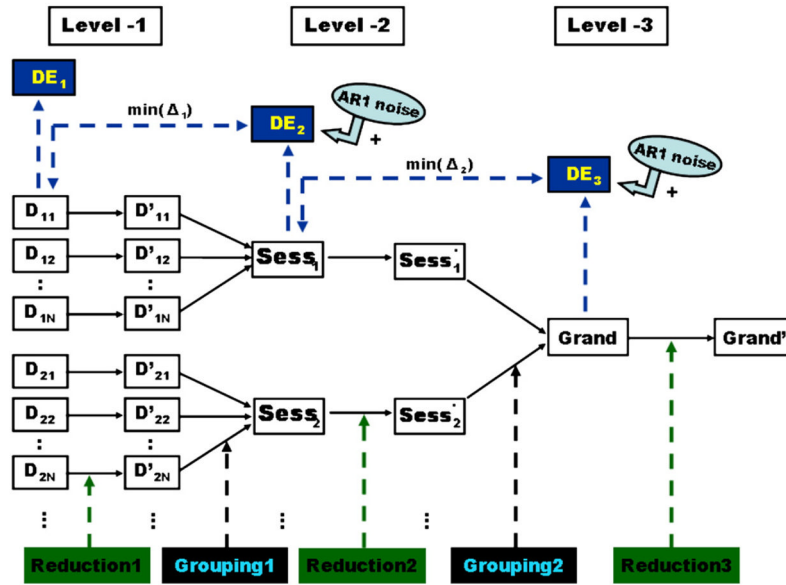 Level -1 Level -2 Level -3
DE1
min(Δ1)
DE2
AR1 noise
+
min(Δ2)
DE3
AR1 noise
+
D11 D'11
D12 D'12
: :
D1N D'1N
Sess1 Sess'1
D21 D'21
D22 D'22
: :
D2N D'2N
Sess2 Sess'2
Grand Grand'
⋮ ⋮ ⋮ ⋮
Reduction1 Grouping1 Reduction2 Grouping2 Reduction3